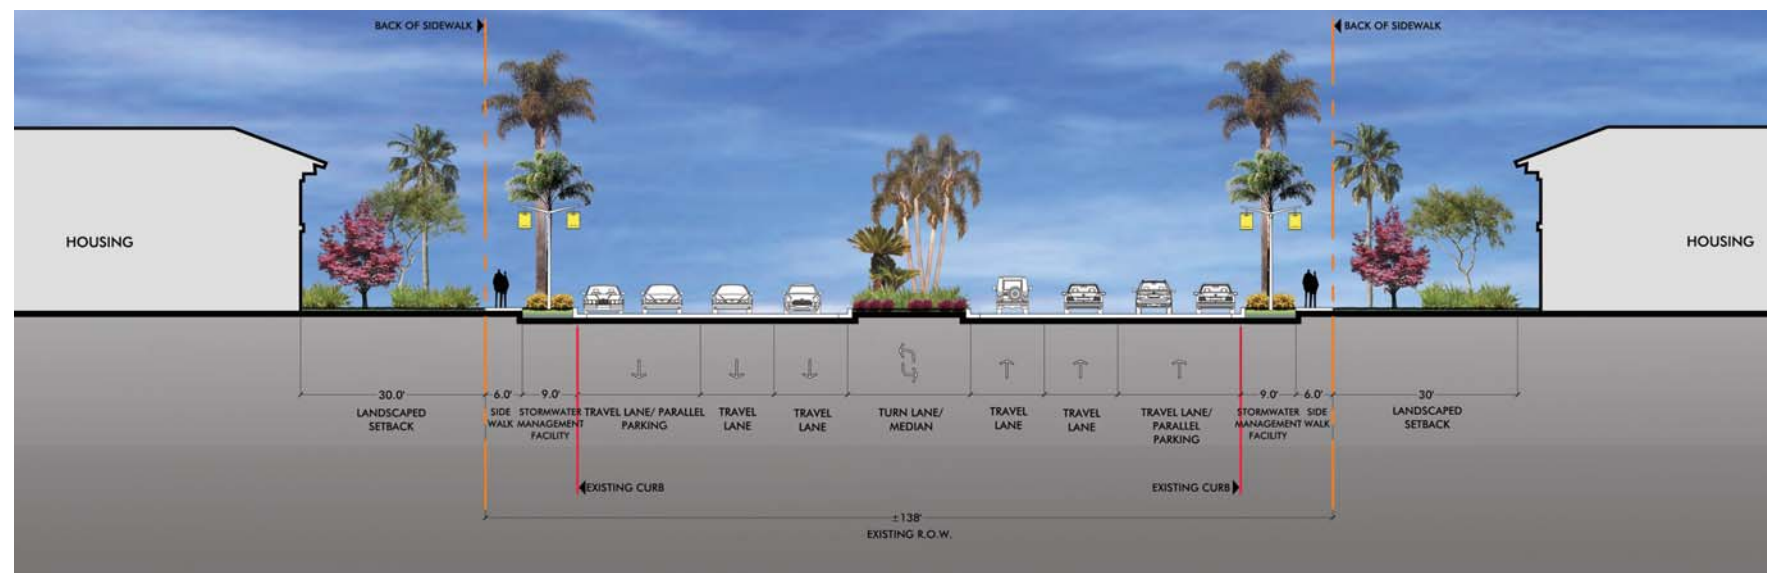 BACK OF SIDEWALK
BACK OF SIDEWALK
HOUSING
HOUSING
30.0'
6.0'
9.0'
9.0'
6.0'
30'
LANDSCAPED
SETBACK
SIDE
WALK
STORMWATER
MANAGEMENT
FACILITY
TRAVEL LANE/ PARALLEL
PARKING
TRAVEL
LANE
TRAVEL
LANE
TURN LANE/
MEDIAN
TRAVEL
LANE
TRAVEL
LANE
TRAVEL LANE/
PARALLEL
PARKING
STORMWATER
MANAGEMENT
FACILITY
SIDE
WALK
LANDSCAPED
SETBACK
EXISTING CURB
EXISTING CURB
±138'
EXISTING R.O.W.